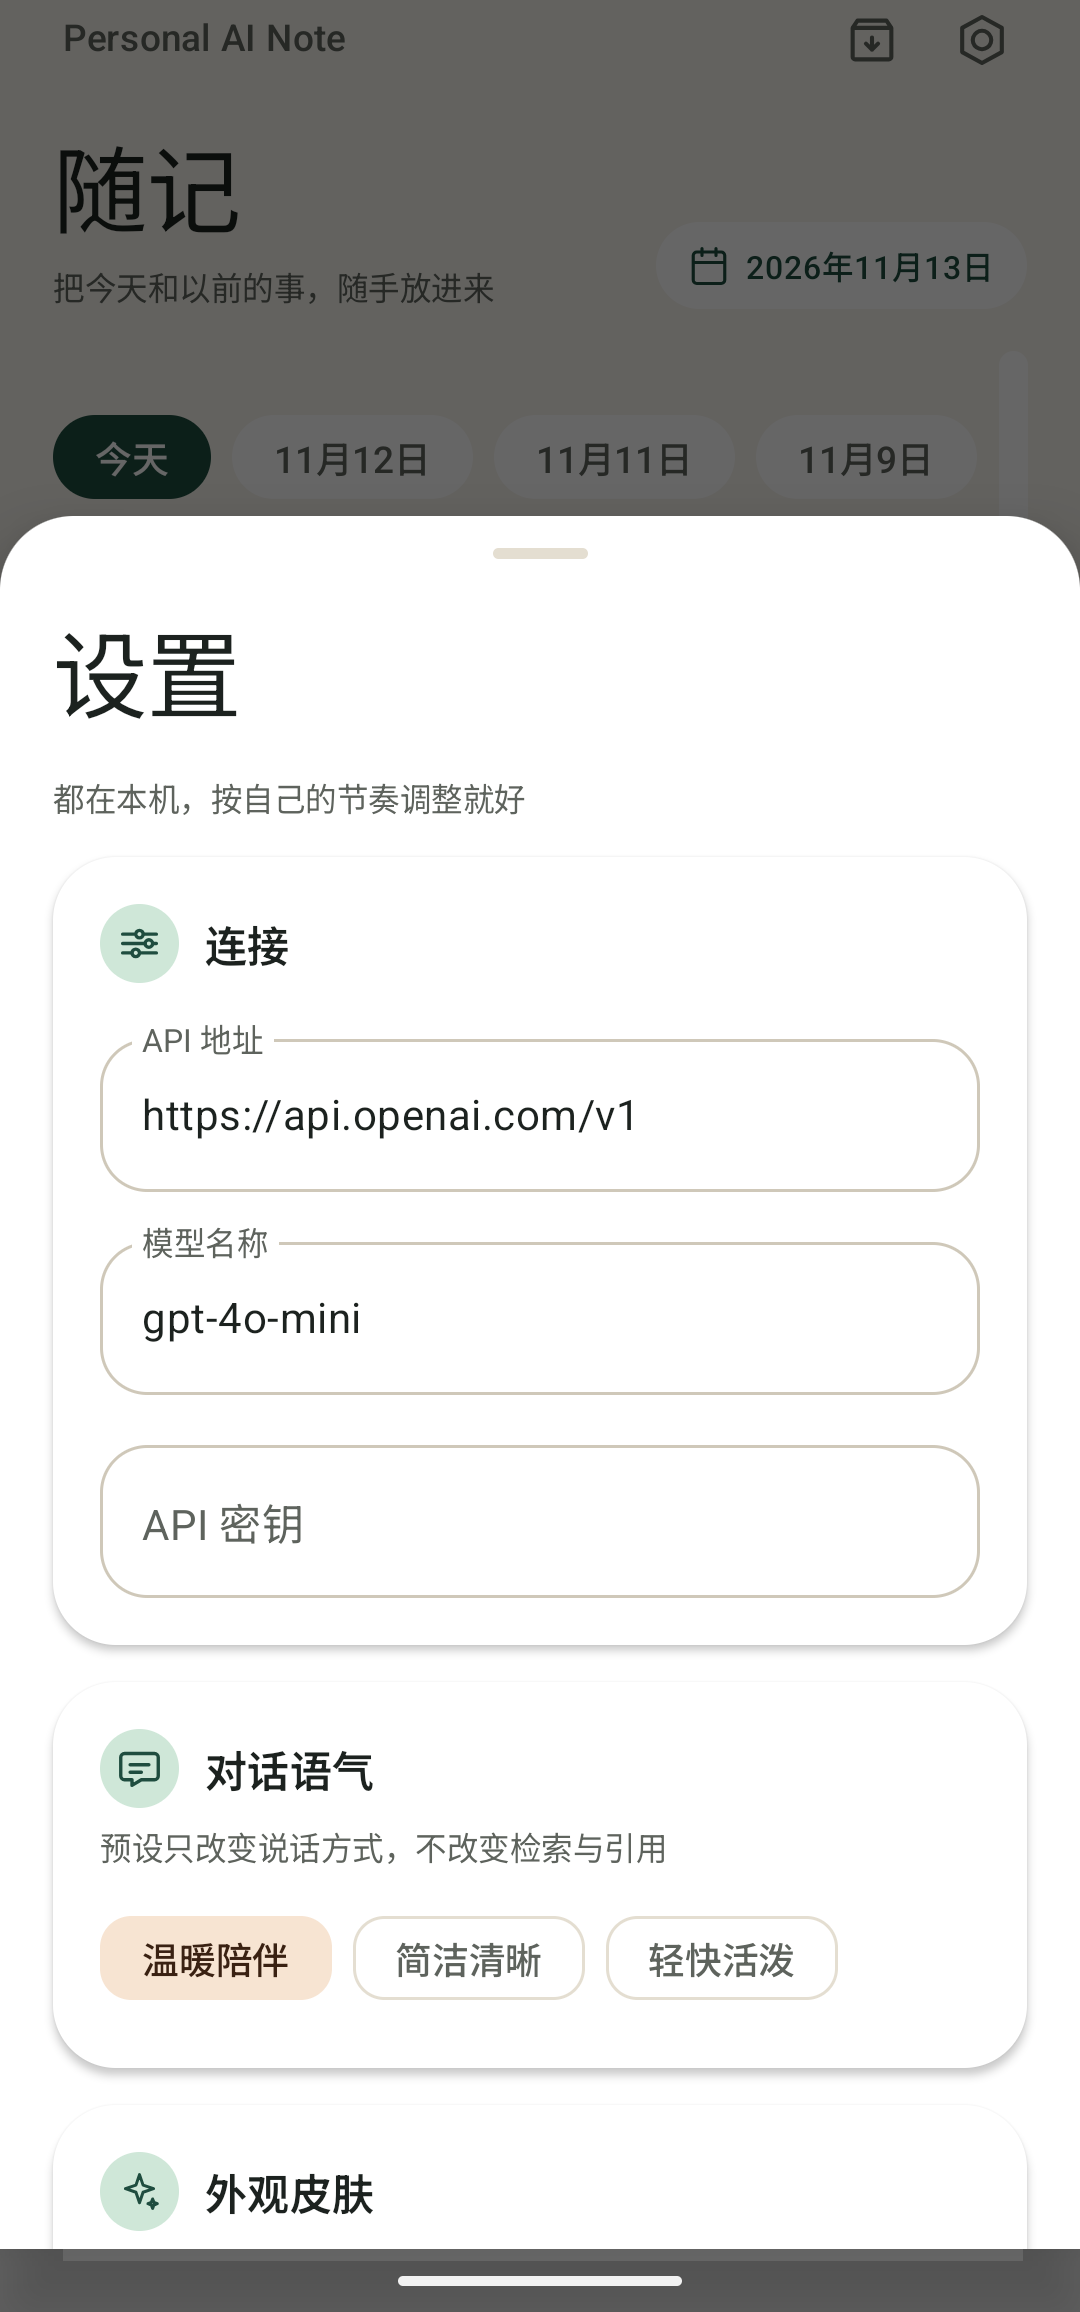 Personal AI Note
随记
把今天和以前的事，随手放进来
2026年11月13日
今天
11月12日
11月11日
11月9日
设置
都在本机，按自己的节奏调整就好
连接
API 地址
https://api.openai.com/v1
模型名称
gpt-4o-mini
API 密钥
对话语气
预设只改变说话方式，不改变检索与引用
温暖陪伴
简洁清晰
轻快活泼
外观皮肤